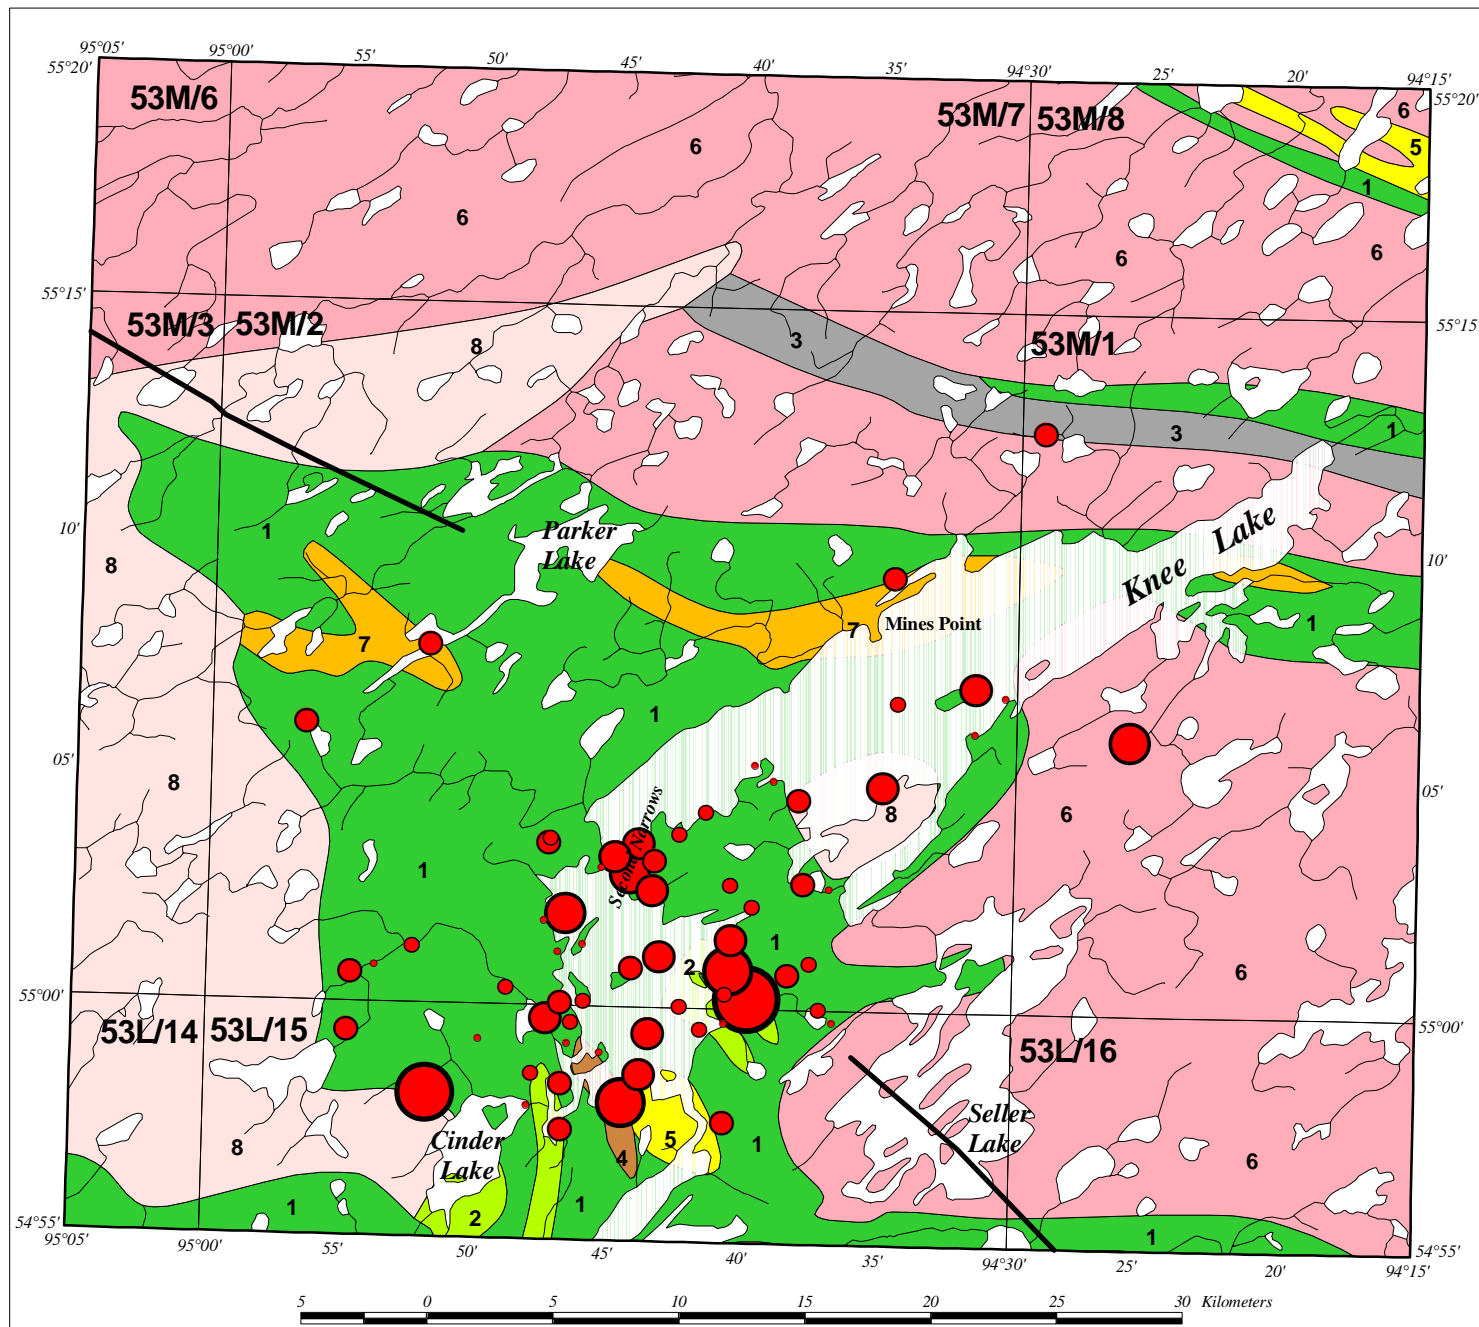 95°05' 95°00' 55' 50' 45' 40' 35' 94°30' 25' 20' 94°15'
55°20' 55°20'
53M/6 53M/7 53M/8
6
6
5
6
1
6
6
6
55°15' 55°15'
53M/3 53M/2 53M/1
8
3
1
3
10' 10'
1
Parker
Lake
Knee Lake
8
7
7
Mines Point
1
1
05' 05'
8
8
6
Second Narrows
1
1
2
6
55°00' 55°00'
53L/14 53L/15 53L/16
Seller
Lake
Cinder
Lake
8
4
5
1
6
1
2
1
1
54°55' 54°55'
95°05' 95°00' 55' 50' 45' 40' 35' 94°30' 25' 20' 94°15'
5 0 5 10 15 20 25 30 Kilometers